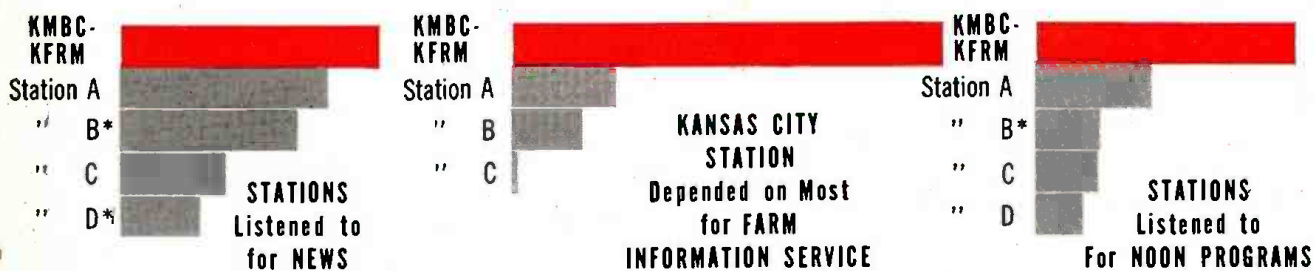 KMBC-
KFRM
Station A
" B*
" C
" D*
STATIONS
Listened to
for NEWS
KMBC-
KFRM
Station A
" B
" C
KANSAS CITY
STATION
Depended on Most
for FARM
INFORMATION SERVICE
KMBC-
KFRM
Station A
" B*
" C
" D
STATIONS
Listened to
For NOON PROGRAMS